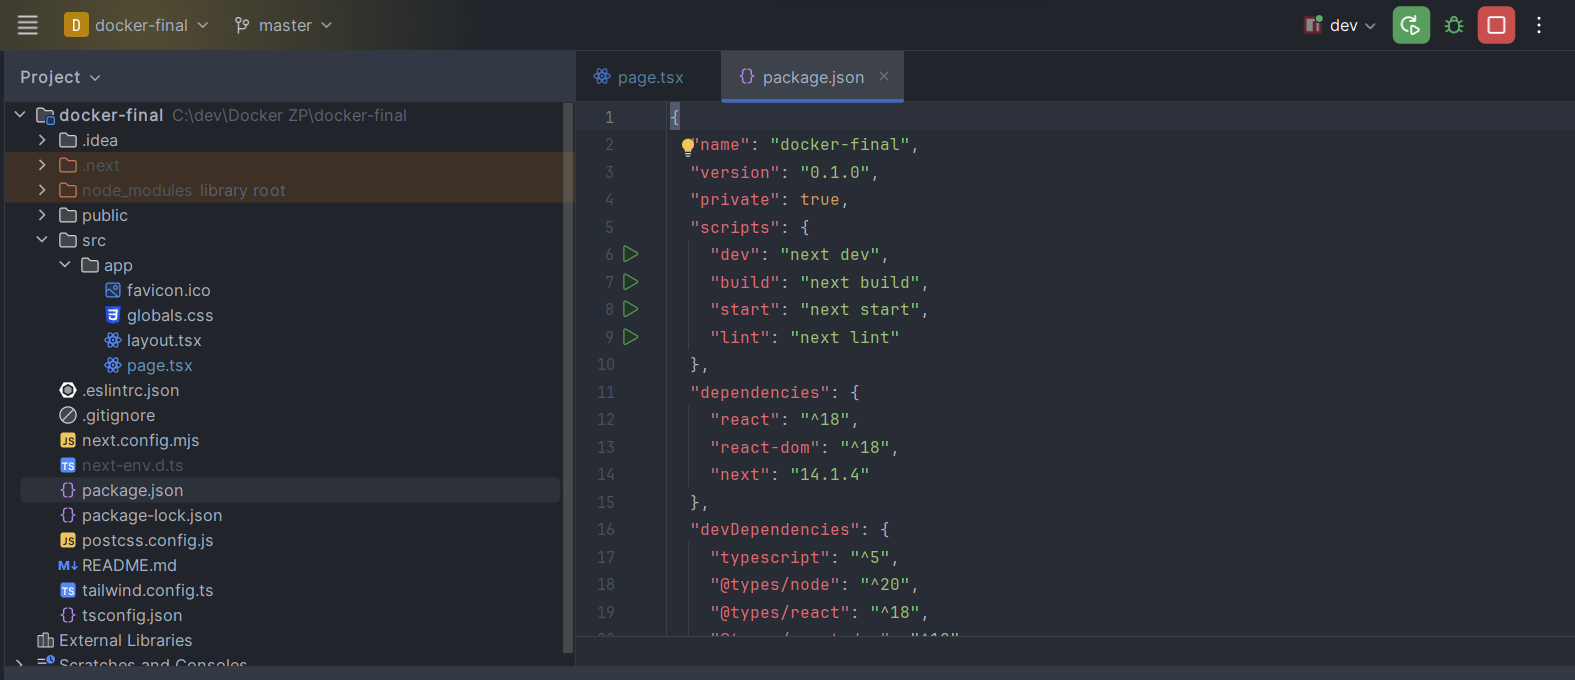 D docker-final master dev
Project
docker-final C:\dev\Docker ZP\docker-final
.idea
.next
node_modules library root
public
src
app
favicon.ico
globals.css
layout.tsx
page.tsx
.eslintrc.json
.gitignore
JS next.config.mjs
TS next-env.d.ts
{} package.json
{} package-lock.json
JS postcss.config.js
M↓ README.md
TS tailwind.config.ts
{} tsconfig.json
External Libraries
Scratches and Consoles
page.tsx {} package.json ×
1 {
2 "name": "docker-final",
3 "version": "0.1.0",
4 "private": true,
5 "scripts": {
6 "dev": "next dev",
7 "build": "next build",
8 "start": "next start",
9 "lint": "next lint"
10 },
11 "dependencies": {
12 "react": "^18",
13 "react-dom": "^18",
14 "next": "14.1.4"
15 },
16 "devDependencies": {
17 "typescript": "^5",
18 "@types/node": "^20",
19 "@types/react": "^18",